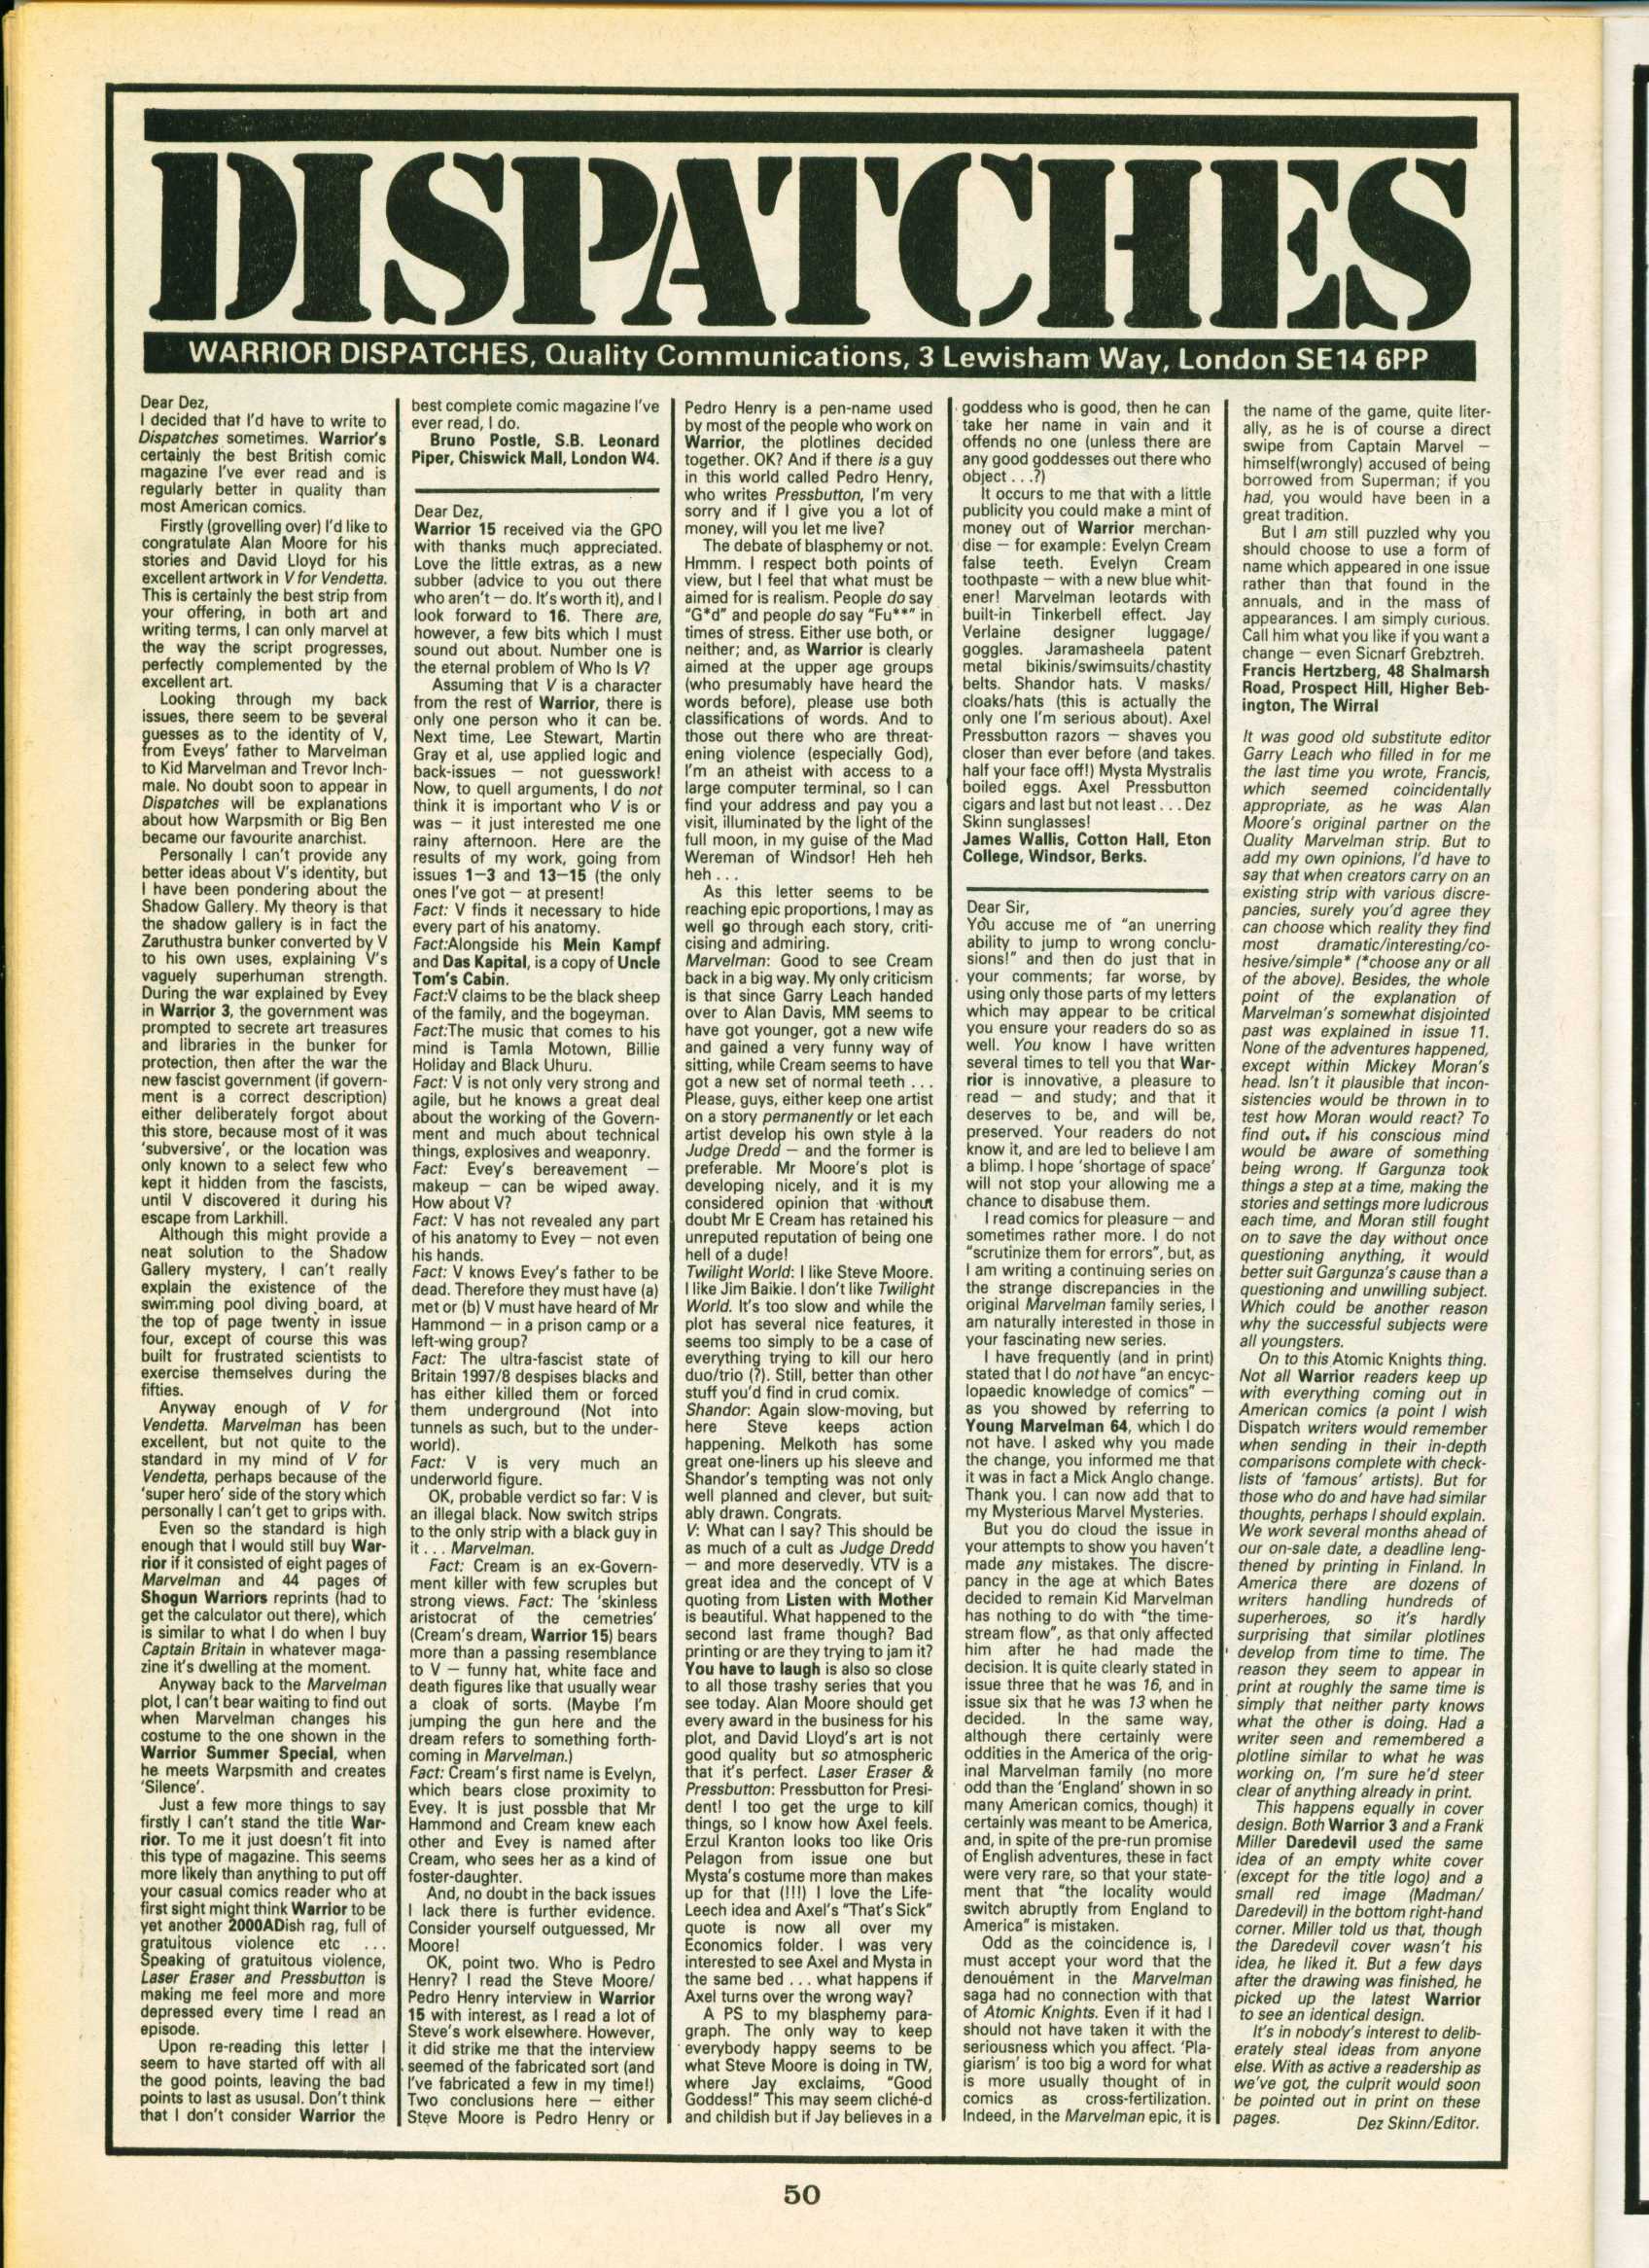 DISPATCHES
WARRIOR DISPATCHES, Quality Communications, 3 Lewisham Way, London SE14 6PP
Dear Dez,
I decided that I'd have to write to
Dispatches sometimes. Warrior's
certainly the best British comic
magazine I've ever read and is
regularly better in quality than
most American comics.
Firstly (grovelling over) I'd like to
congratulate Alan Moore for his
stories and David Lloyd for his
excellent artwork in V for Vendetta.
This is certainly the best strip from
your offering, in both art and
writing terms, I can only marvel at
the way the script progresses,
perfectly complemented by the
excellent art.
Looking through my back
issues, there seem to be several
guesses as to the identity of V,
from Eveys' father to Marvelman
to Kid Marvelman and Trevor Inch-
male. No doubt soon to appear in
Dispatches will be explanations
about how Warpsmith or Big Ben
became our favourite anarchist.
Personally I can't provide any
better ideas about V's identity, but
I have been pondering about the
Shadow Gallery. My theory is that
the shadow gallery is in fact the
Zaruthustra bunker converted by V
to his own uses, explaining V's
vaguely superhuman strength.
During the war explained by Evey
in Warrior 3, the government was
prompted to secrete art treasures
and libraries in the bunker for
protection, then after the war the
new fascist government (if govern-
ment is a correct description)
either deliberately forgot about
this store, because most of it was
'subversive', or the location was
only known to a select few who
kept it hidden from the fascists,
until V discovered it during his
escape from Larkhill.
Although this might provide a
neat solution to the Shadow
Gallery mystery, I can't really
explain the existence of the
swimming pool diving board, at
the top of page twenty in issue
four, except of course this was
built for frustrated scientists to
exercise themselves during the
fifties.
Anyway enough of V for
Vendetta. Marvelman has been
excellent, but not quite to the
standard in my mind of V for
Vendetta, perhaps because of the
'super hero' side of the story which
personally I can't get to grips with.
Even so the standard is high
enough that I would still buy War-
rior if it consisted of eight pages of
Marvelman and 44 pages of
Shogun Warriors reprints (had to
get the calculator out there), which
is similar to what I do when I buy
Captain Britain in whatever maga-
zine it's dwelling at the moment.
Anyway back to the Marvelman
plot, I can't bear waiting to find out
when Marvelman changes his
costume to the one shown in the
Warrior Summer Special, when
he meets Warpsmith and creates
'Silence'.
Just a few more things to say
firstly I can't stand the title War-
rior. To me it just doesn't fit into
this type of magazine. This seems
more likely than anything to put off
your casual comics reader who at
first sight might think Warrior to be
yet another 2000ADish rag, full of
gratuitous violence etc ...
Speaking of gratuitous violence,
Laser Eraser and Pressbutton is
making me feel more and more
depressed every time I read an
episode.
Upon re-reading this letter I
seem to have started off with all
the good points, leaving the bad
points to last as ususal. Don't think
that I don't consider Warrior the
best complete comic magazine I've
ever read, I do.
Bruno Postle, S.B. Leonard
Piper, Chiswick Mall, London W4.
Dear Dez,
Warrior 15 received via the GPO
with thanks much appreciated.
Love the little extras, as a new
subber (advice to you out there
who aren't — do. It's worth it), and I
look forward to 16. There are,
however, a few bits which I must
sound out about. Number one is
the eternal problem of Who Is V?
Assuming that V is a character
from the rest of Warrior, there is
only one person who it can be.
Next time, Lee Stewart, Martin
Gray et al, use applied logic and
back-issues — not guesswork!
Now, to quell arguments, I do not
think it is important who V is or
was — it just interested me one
rainy afternoon. Here are the
results of my work, going from
issues 1–3 and 13–15 (the only
ones I've got — at present!
Fact: V finds it necessary to hide
every part of his anatomy.
Fact:Alongside his Mein Kampf
and Das Kapital, is a copy of Uncle
Tom's Cabin.
Fact:V claims to be the black sheep
of the family, and the bogeyman.
Fact:The music that comes to his
mind is Tamla Motown, Billie
Holiday and Black Uhuru.
Fact: V is not only very strong and
agile, but he knows a great deal
about the working of the Govern-
ment and much about technical
things, explosives and weaponry.
Fact: Evey's bereavement —
makeup — can be wiped away.
How about V?
Fact: V has not revealed any part
of his anatomy to Evey — not even
his hands.
Fact: V knows Evey's father to be
dead. Therefore they must have (a)
met or (b) V must have heard of Mr
Hammond — in a prison camp or a
left-wing group?
Fact: The ultra-fascist state of
Britain 1997/8 despises blacks and
has either killed them or forced
them underground (Not into
tunnels as such, but to the under-
world).
Fact: V is very much an
underworld figure.
OK, probable verdict so far: V is
an illegal black. Now switch strips
to the only strip with a black guy in
it . . . Marvelman.
Fact: Cream is an ex-Govern-
ment killer with few scruples but
strong views. Fact: The 'skinless
aristocrat of the cemetries'
(Cream's dream, Warrior 15) bears
more than a passing resemblance
to V — funny hat, white face and
death figures like that usually wear
a cloak of sorts. (Maybe I'm
jumping the gun here and the
dream refers to something forth-
coming in Marvelman.)
Fact: Cream's first name is Evelyn,
which bears close proximity to
Evey. It is just possble that Mr
Hammond and Cream knew each
other and Evey is named after
Cream, who sees her as a kind of
foster-daughter.
And, no doubt in the back issues
I lack there is further evidence.
Consider yourself outguessed, Mr
Moore!
OK, point two. Who is Pedro
Henry? I read the Steve Moore/
Pedro Henry interview in Warrior
15 with interest, as I read a lot of
Steve's work elsewhere. However,
it did strike me that the interview
seemed of the fabricated sort (and
I've fabricated a few in my time!)
Two conclusions here — either
Steve Moore is Pedro Henry or
Pedro Henry is a pen-name used
by most of the people who work on
Warrior, the plotlines decided
together. OK? And if there is a guy
in this world called Pedro Henry,
who writes Pressbutton, I'm very
sorry and if I give you a lot of
money, will you let me live?
The debate of blasphemy or not.
Hmmm. I respect both points of
view, but I feel that what must be
aimed for is realism. People do say
"G*d" and people do say "Fu**" in
times of stress. Either use both, or
neither; and, as Warrior is clearly
aimed at the upper age groups
(who presumably have heard the
words before), please use both
classifications of words. And to
those out there who are threat-
ening violence (especially God),
I'm an atheist with access to a
large computer terminal, so I can
find your address and pay you a
visit, illuminated by the light of the
full moon, in my guise of the Mad
Wereman of Windsor! Heh heh
heh . . .
As this letter seems to be
reaching epic proportions, I may as
well go through each story, criti-
cising and admiring.
Marvelman: Good to see Cream
back in a big way. My only criticism
is that since Garry Leach handed
over to Alan Davis, MM seems to
have got younger, got a new wife
and gained a very funny way of
sitting, while Cream seems to have
got a new set of normal teeth . . .
Please, guys, either keep one artist
on a story permanently or let each
artist develop his own style à la
Judge Dredd — and the former is
preferable. Mr Moore's plot is
developing nicely, and it is my
considered opinion that without
doubt Mr E Cream has retained his
unreputed reputation of being one
hell of a dude!
Twilight World: I like Steve Moore.
I like Jim Baikie. I don't like Twilight
World. It's too slow and while the
plot has several nice features, it
seems too simply to be a case of
everything trying to kill our hero
duo/trio (?). Still, better than other
stuff you'd find in crud comix.
Shandor: Again slow-moving, but
here Steve keeps action
happening. Melkoth has some
great one-liners up his sleeve and
Shandor's tempting was not only
well planned and clever, but suit-
ably drawn. Congrats.
V: What can I say? This should be
as much of a cult as Judge Dredd
— and more deservedly. VTV is a
great idea and the concept of V
quoting from Listen with Mother
is beautiful. What happened to the
second last frame though? Bad
printing or are they trying to jam it?
You have to laugh is also so close
to all those trashy series that you
see today. Alan Moore should get
every award in the business for his
plot, and David Lloyd's art is not
good quality but so atmospheric
that it's perfect. Laser Eraser &
Pressbutton: Pressbutton for Presi-
dent! I too get the urge to kill
things, so I know how Axel feels.
Erzul Kranton looks too like Oris
Pelagon from issue one but
Mysta's costume more than makes
up for that (!!!) I love the Life-
Leech idea and Axel's "That's Sick"
quote is now all over my
Economics folder. I was very
interested to see Axel and Mysta in
the same bed . . . what happens if
Axel turns over the wrong way?
A PS to my blasphemy para-
graph. The only way to keep
everybody happy seems to be
what Steve Moore is doing in TW,
where Jay exclaims, "Good
Goddess!" This may seem cliché-d
and childish but if Jay believes in a
goddess who is good, then he can
take her name in vain and it
offends no one (unless there are
any good goddesses out there who
object . . .?)
It occurs to me that with a little
publicity you could make a mint of
money out of Warrior merchan-
dise — for example: Evelyn Cream
false teeth. Evelyn Cream
toothpaste — with a new blue whit-
ener! Marvelman leotards with
built-in Tinkerbell effect. Jay
Verlaine designer luggage/
goggles. Jaramasheela patent
metal bikinis/swimsuits/chastity
belts. Shandor hats. V masks/
cloaks/hats (this is actually the
only one I'm serious about). Axel
Pressbutton razors — shaves you
closer than ever before (and takes.
half your face off!) Mysta Mystralis
boiled eggs. Axel Pressbutton
cigars and last but not least . . . Dez
Skinn sunglasses!
James Wallis, Cotton Hall, Eton
College, Windsor, Berks.
Dear Sir,
You accuse me of "an unerring
ability to jump to wrong conclu-
sions!" and then do just that in
your comments; far worse, by
using only those parts of my letters
which may appear to be critical
you ensure your readers do so as
well. You know I have written
several times to tell you that War-
rior is innovative, a pleasure to
read — and study; and that it
deserves to be, and will be,
preserved. Your readers do not
know it, and are led to believe I am
a blimp. I hope 'shortage of space'
will not stop your allowing me a
chance to disabuse them.
I read comics for pleasure — and
sometimes rather more. I do not
"scrutinize them for errors", but, as
I am writing a continuing series on
the strange discrepancies in the
original Marvelman family series, I
am naturally interested in those in
your fascinating new series.
I have frequently (and in print)
stated that I do not have "an encyc-
lopaedic knowledge of comics" —
as you showed by referring to
Young Marvelman 64, which I do
not have. I asked why you made
the change, you informed me that
it was in fact a Mick Anglo change.
Thank you. I can now add that to
my Mysterious Marvel Mysteries.
But you do cloud the issue in
your attempts to show you haven't
made any mistakes. The discre-
pancy in the age at which Bates
decided to remain Kid Marvelman
has nothing to do with "the time-
stream flow", as that only affected
him after he had made the
decision. It is quite clearly stated in
issue three that he was 16, and in
issue six that he was 13 when he
decided. In the same way,
although there certainly were
oddities in the America of the orig-
inal Marvelman family (no more
odd than the 'England' shown in so
many American comics, though) it
certainly was meant to be America,
and, in spite of the pre-run promise
of English adventures, these in fact
were very rare, so that your state-
ment that "the locality would
switch abruptly from England to
America" is mistaken.
Odd as the coincidence is, I
must accept your word that the
denouément in the Marvelman
saga had no connection with that
of Atomic Knights. Even if it had I
should not have taken it with the
seriousness which you affect. 'Pla-
giarism' is too big a word for what
is more usually thought of in
comics as cross-fertilization.
Indeed, in the Marvelman epic, it is
the name of the game, quite liter-
ally, as he is of course a direct
swipe from Captain Marvel —
himself(wrongly) accused of being
borrowed from Superman; if you
had, you would have been in a
great tradition.
But I am still puzzled why you
should choose to use a form of
name which appeared in one issue
rather than that found in the
annuals, and in the mass of
appearances. I am simply curious.
Call him what you like if you want a
change — even Sicnarf Grebztreh.
Francis Hertzberg, 48 Shalmarsh
Road, Prospect Hill, Higher Beb-
ington, The Wirral
It was good old substitute editor
Garry Leach who filled in for me
the last time you wrote, Francis,
which seemed coincidentally
appropriate, as he was Alan
Moore's original partner on the
Quality Marvelman strip. But to
add my own opinions, I'd have to
say that when creators carry on an
existing strip with various discre-
pancies, surely you'd agree they
can choose which reality they find
most dramatic/interesting/co-
hesive/simple* (*choose any or all
of the above). Besides, the whole
point of the explanation of
Marvelman's somewhat disjointed
past was explained in issue 11.
None of the adventures happened,
except within Mickey Moran's
head. Isn't it plausible that incon-
sistencies would be thrown in to
test how Moran would react? To
find out. if his conscious mind
would be aware of something
being wrong. If Gargunza took
things a step at a time, making the
stories and settings more ludicrous
each time, and Moran still fought
on to save the day without once
questioning anything, it would
better suit Gargunza's cause than a
questioning and unwilling subject.
Which could be another reason
why the successful subjects were
all youngsters.
On to this Atomic Knights thing.
Not all Warrior readers keep up
with everything coming out in
American comics (a point I wish
Dispatch writers would remember
when sending in their in-depth
comparisons complete with check-
lists of 'famous' artists). But for
those who do and have had similar
thoughts, perhaps I should explain.
We work several months ahead of
our on-sale date, a deadline leng-
thened by printing in Finland. In
America there are dozens of
writers handling hundreds of
superheroes, so it's hardly
surprising that similar plotlines
develop from time to time. The
reason they seem to appear in
print at roughly the same time is
simply that neither party knows
what the other is doing. Had a
writer seen and remembered a
plotline similar to what he was
working on, I'm sure he'd steer
clear of anything already in print.
This happens equally in cover
design. Both Warrior 3 and a Frank
Miller Daredevil used the same
idea of an empty white cover
(except for the title logo) and a
small red image (Madman/
Daredevil) in the bottom right-hand
corner. Miller told us that, though
the Daredevil cover wasn't his
idea, he liked it. But a few days
after the drawing was finished, he
picked up the latest Warrior
to see an identical design.
It's in nobody's interest to delib-
erately steal ideas from anyone
else. With as active a readership as
we've got, the culprit would soon
be pointed out in print on these
pages. Dez Skinn/Editor.
50